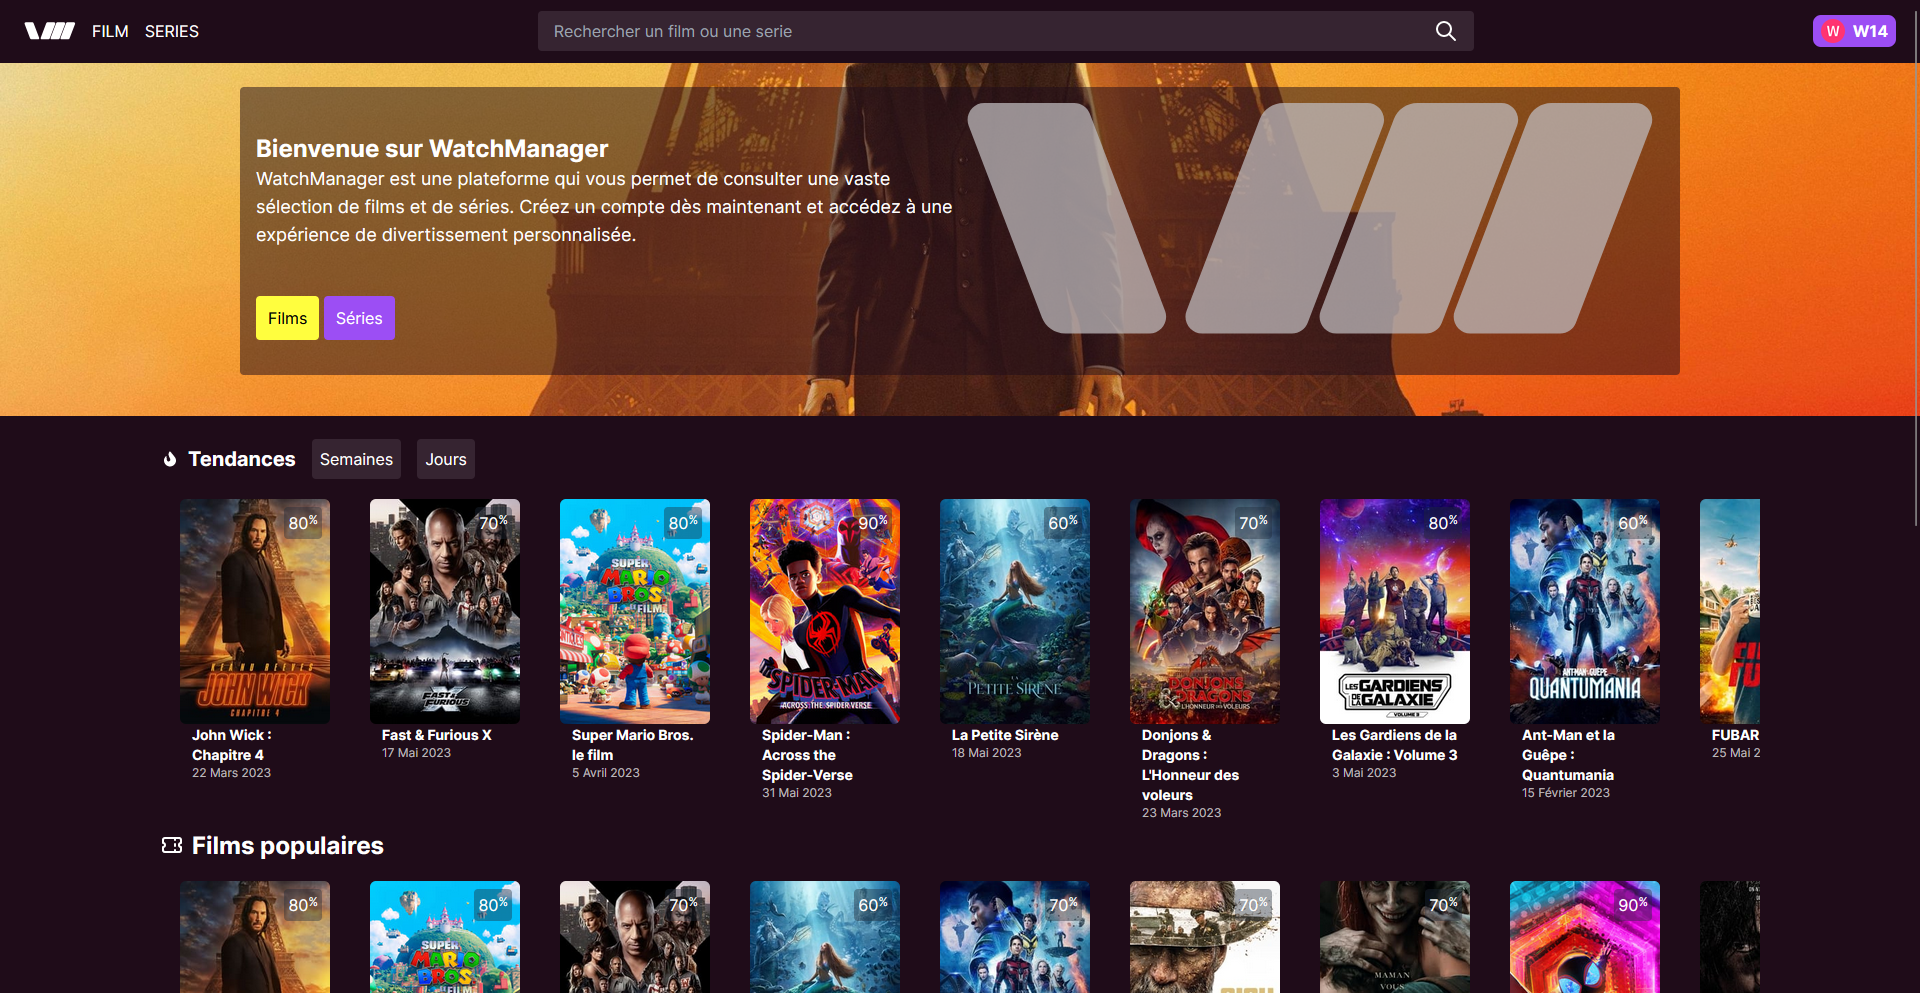 FILM SERIES
Rechercher un film ou une serie
W W14
Bienvenue sur WatchManager
WatchManager est une plateforme qui vous permet de consulter une vaste
sélection de films et de séries. Créez un compte dès maintenant et accédez à une
expérience de divertissement personnalisée.
Films Séries
Tendances Semaines Jours
80% 70% 80% 90% 60% 70% 80% 60%
KEANU REEVES
JOHN WICK
CHAPITRE 4
FAST &
FURIOUS
SUPER
MARIO
BROS
LE FILM
SPIDER-MAN
ACROSS THE SPIDER-VERSE
LA
PETITE SIRÈNE
DONJONS
& DRAGONS
L'HONNEUR DES VOLEURS
LES GARDIENS
DE LA GALAXIE
VOLUME 3
ANT-MAN ET LA GUÊPE
QUANTUMANIA
John Wick :
Chapitre 4
22 Mars 2023
Fast & Furious X
17 Mai 2023
Super Mario Bros.
le film
5 Avril 2023
Spider-Man :
Across the
Spider-Verse
31 Mai 2023
La Petite Sirène
18 Mai 2023
Donjons &
Dragons :
L'Honneur des
voleurs
23 Mars 2023
Les Gardiens de la
Galaxie : Volume 3
3 Mai 2023
Ant-Man et la
Guêpe :
Quantumania
15 Février 2023
FUBAR
25 Mai 2
Films populaires
80% 80% 70% 60% 70% 70% 70% 90%
SUPER
MARIO
BROS
LE FILM
MAMAN
VOUS